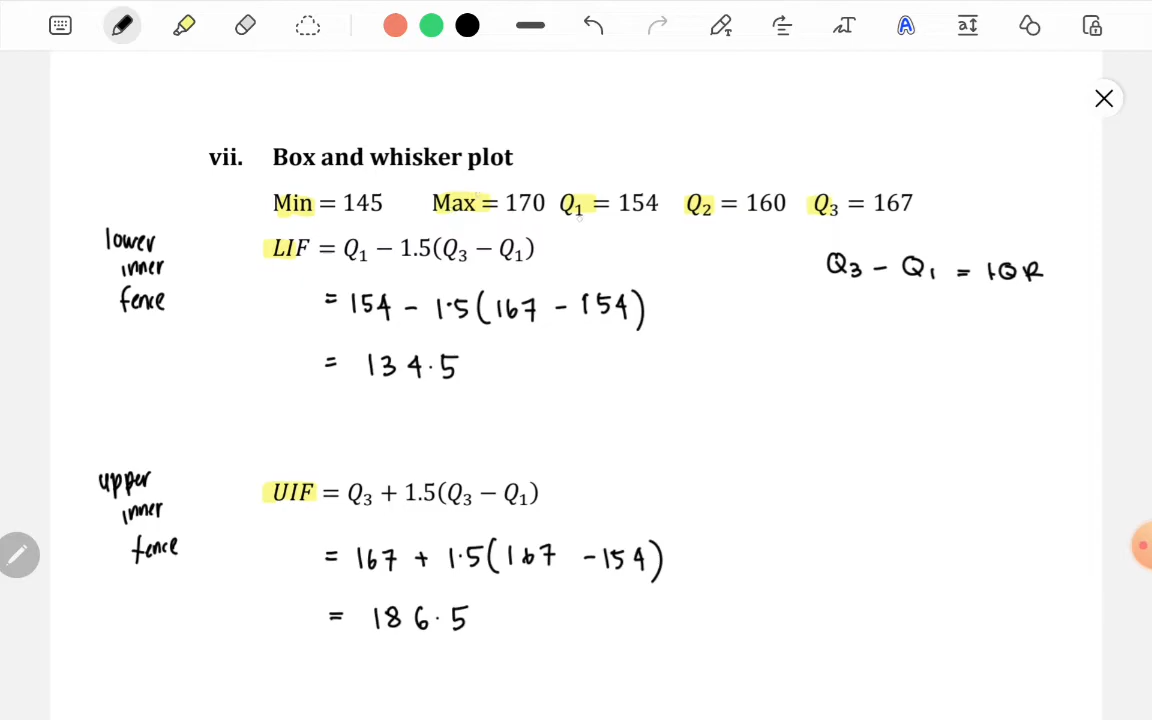 vii. Box and whisker plot
Min = 145 Max = 170 Q₁ = 154 Q₂ = 160 Q₃ = 167
lower
inner
fence
LIF = Q₁ − 1.5(Q₃ − Q₁)
Q₃ − Q₁ = IQR
= 154 − 1.5(167 − 154)
= 134.5
upper
inner
fence
UIF = Q₃ + 1.5(Q₃ − Q₁)
= 167 + 1.5(167 − 154)
= 186.5